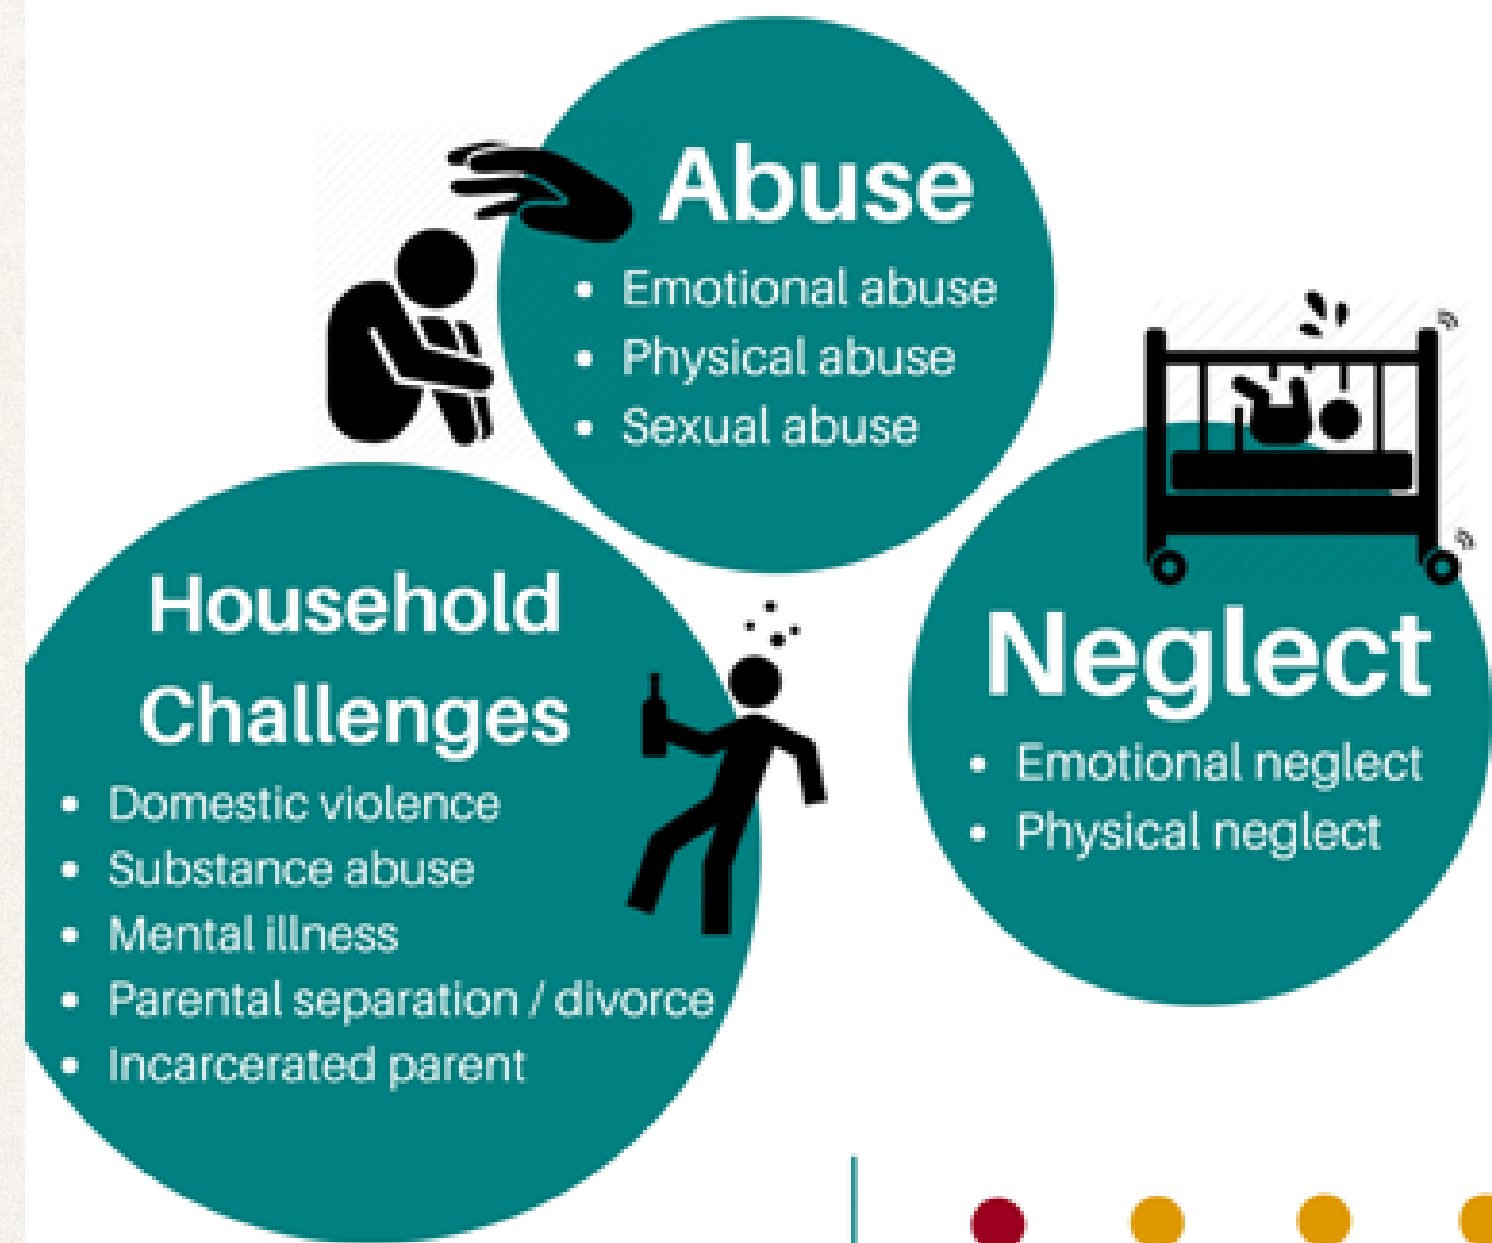 Abuse
• Emotional abuse
• Physical abuse
• Sexual abuse
Household
Challenges
• Domestic violence
• Substance abuse
• Mental illness
• Parental separation / divorce
• Incarcerated parent
Neglect
• Emotional neglect
• Physical neglect